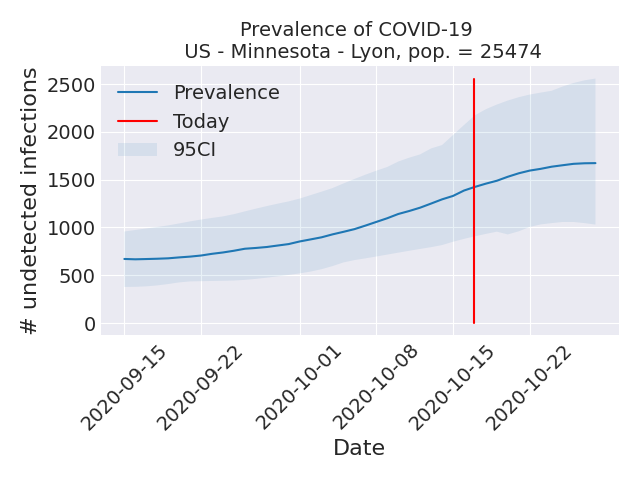 Prevalence of COVID-19
US - Minnesota - Lyon, pop. = 25474
# undetected infections
2500
2000
1500
1000
500
0
Prevalence
Today
95CI
2020-09-15
2020-09-22
2020-10-01
2020-10-08
2020-10-15
2020-10-22
Date